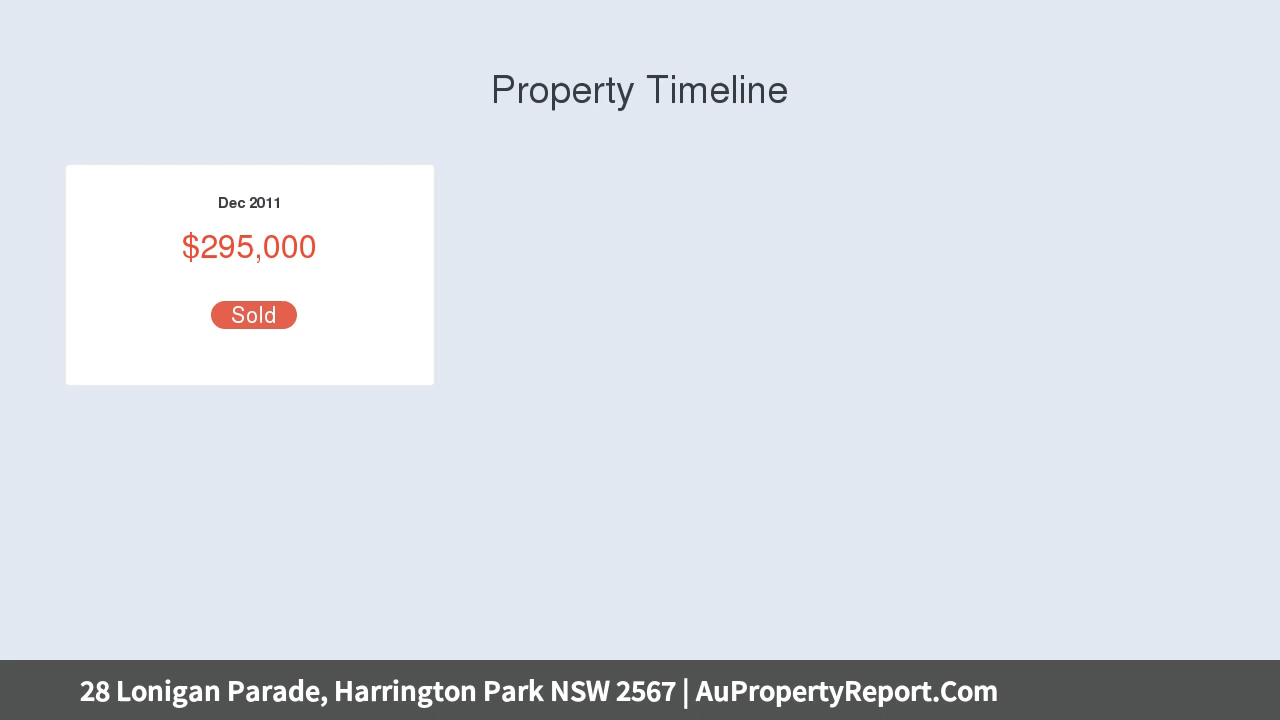 Property Timeline
Dec 2011
$295,000
Sold
28 Lonigan Parade, Harrington Park NSW 2567 | AuPropertyReport.Com